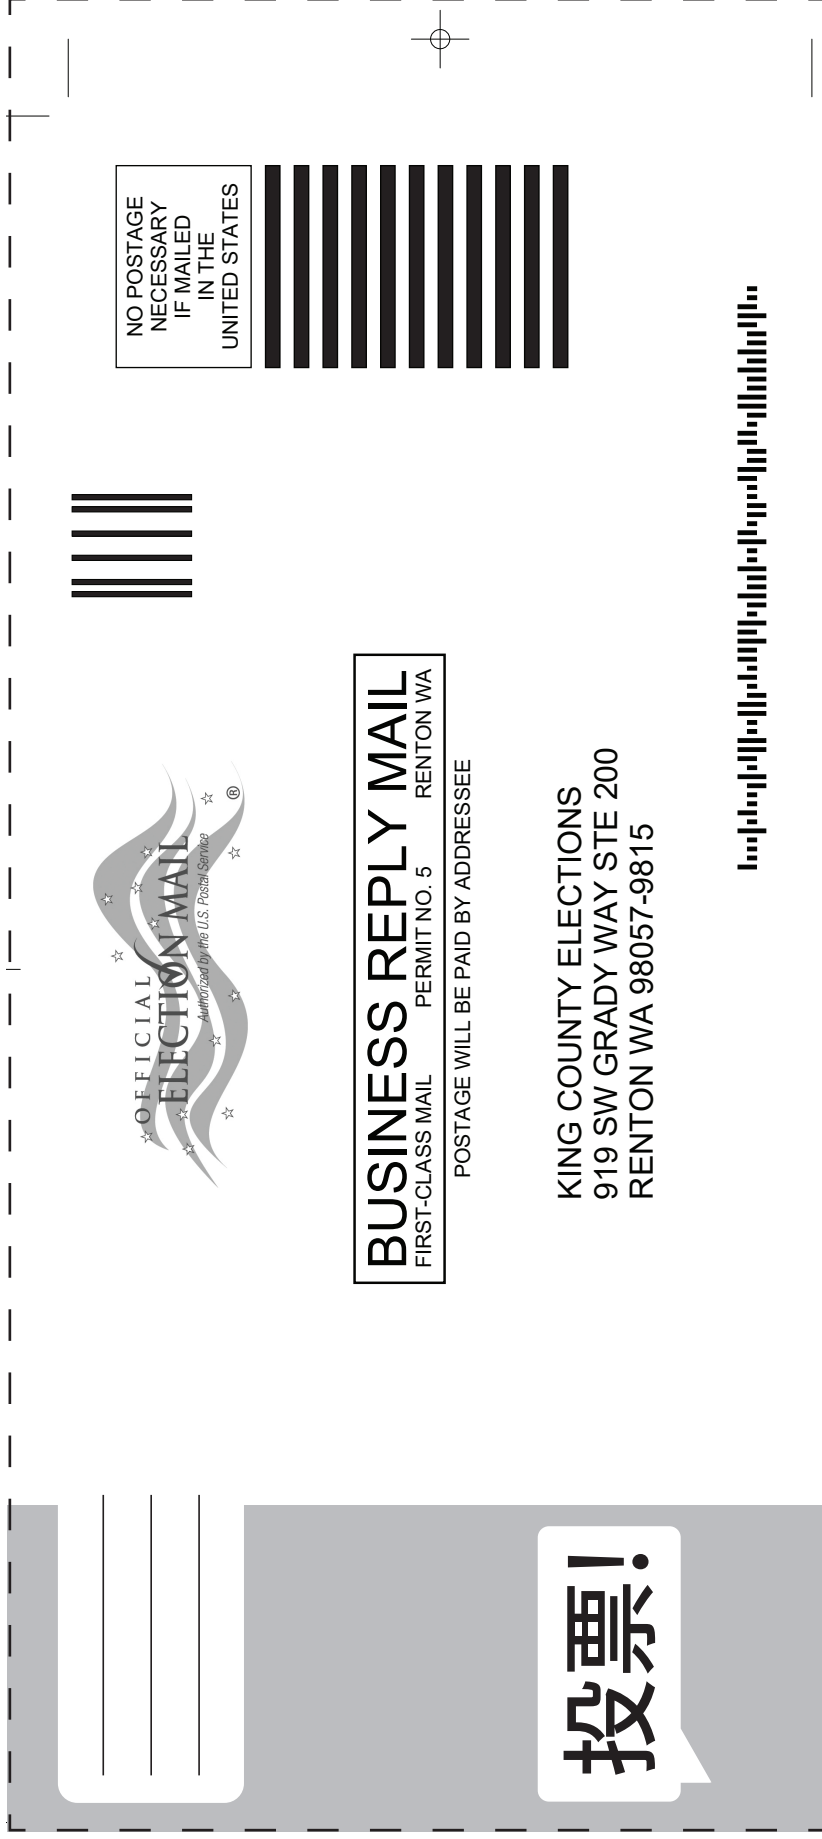 NO POSTAGE
NECESSARY
IF MAILED
IN THE
UNITED STATES
OFFICIAL
ELECTION MAIL
Authorized by the U.S. Postal Service
®
BUSINESS REPLY MAIL
FIRST-CLASS MAIL PERMIT NO. 5 RENTON WA
POSTAGE WILL BE PAID BY ADDRESSEE
KING COUNTY ELECTIONS
919 SW GRADY WAY STE 200
RENTON WA 98057-9815
投票!